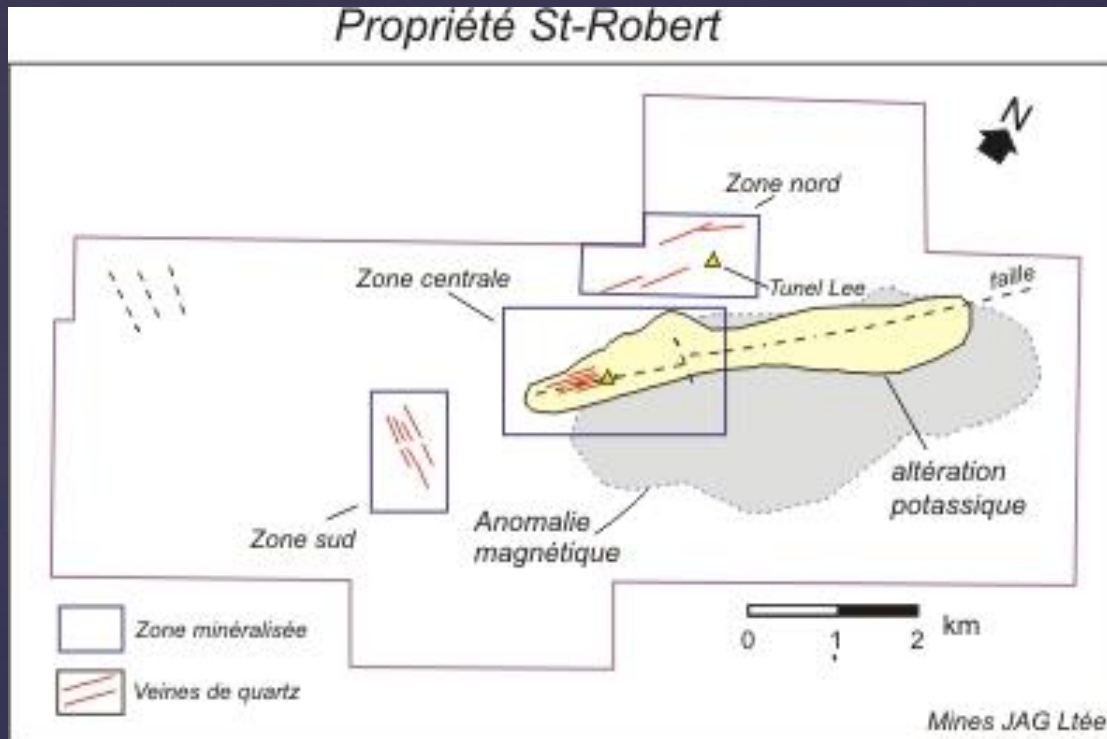 Propriété St-Robert
N
Zone nord
Zone centrale
Tunel Lee
faille
altération
potassique
Anomalie
magnétique
Zone sud
Zone minéralisée
Veines de quartz
0 1 2 km
Mines JAG Ltée